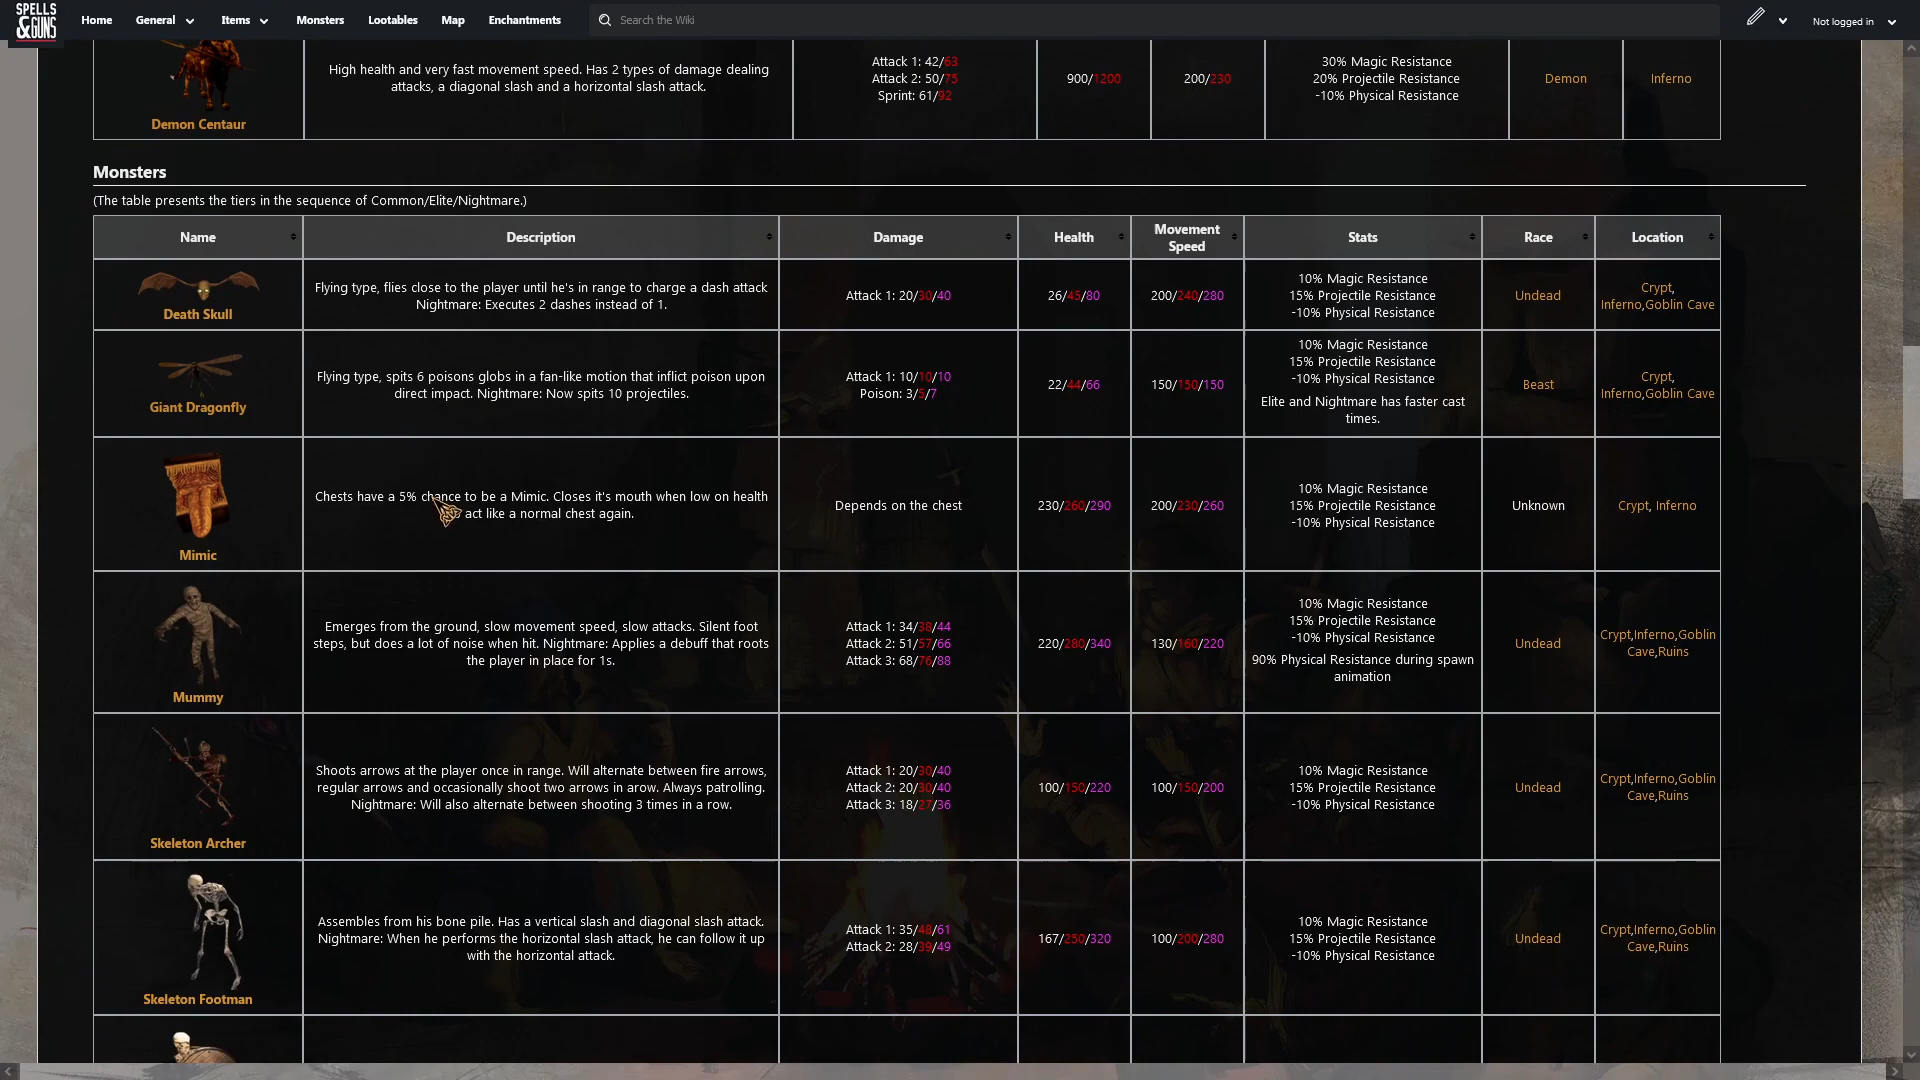 SPELLS
&GUNS
Home General Items Monsters Lootables Map Enchantments Search the Wiki Not logged in
Demon Centaur
High health and very fast movement speed. Has 2 types of damage dealing
attacks, a diagonal slash and a horizontal slash attack.
Attack 1: 42/63
Attack 2: 50/75
Sprint: 61/92
900/1200
200/230
30% Magic Resistance
20% Projectile Resistance
-10% Physical Resistance
Demon
Inferno
Monsters
(The table presents the tiers in the sequence of Common/Elite/Nightmare.)
Name Description Damage Health Movement Speed Stats Race Location
Death Skull
Flying type, flies close to the player until he's in range to charge a dash attack
Nightmare: Executes 2 dashes instead of 1.
Attack 1: 20/30/40
26/45/80
200/240/280
10% Magic Resistance
15% Projectile Resistance
-10% Physical Resistance
Undead
Crypt,
Inferno,Goblin Cave
Giant Dragonfly
Flying type, spits 6 poisons globs in a fan-like motion that inflict poison upon
direct impact. Nightmare: Now spits 10 projectiles.
Attack 1: 10/10/10
Poison: 3/5/7
22/44/66
150/150/150
10% Magic Resistance
15% Projectile Resistance
-10% Physical Resistance
Elite and Nightmare has faster cast
times.
Beast
Crypt,
Inferno,Goblin Cave
Mimic
Chests have a 5% chance to be a Mimic. Closes it's mouth when low on health
act like a normal chest again.
Depends on the chest
230/260/290
200/230/260
10% Magic Resistance
15% Projectile Resistance
-10% Physical Resistance
Unknown
Crypt, Inferno
Mummy
Emerges from the ground, slow movement speed, slow attacks. Silent foot
steps, but does a lot of noise when hit. Nightmare: Applies a debuff that roots
the player in place for 1s.
Attack 1: 34/38/44
Attack 2: 51/57/66
Attack 3: 68/76/88
220/280/340
130/160/220
10% Magic Resistance
15% Projectile Resistance
-10% Physical Resistance
90% Physical Resistance during spawn
animation
Undead
Crypt,Inferno,Goblin
Cave,Ruins
Skeleton Archer
Shoots arrows at the player once in range. Will alternate between fire arrows,
regular arrows and occasionally shoot two arrows in arow. Always patrolling.
Nightmare: Will also alternate between shooting 3 times in a row.
Attack 1: 20/30/40
Attack 2: 20/30/40
Attack 3: 18/27/36
100/150/220
100/150/200
10% Magic Resistance
15% Projectile Resistance
-10% Physical Resistance
Undead
Crypt,Inferno,Goblin
Cave,Ruins
Skeleton Footman
Assembles from his bone pile. Has a vertical slash and diagonal slash attack.
Nightmare: When he performs the horizontal slash attack, he can follow it up
with the horizontal attack.
Attack 1: 35/48/61
Attack 2: 28/39/49
167/250/320
100/200/280
10% Magic Resistance
15% Projectile Resistance
-10% Physical Resistance
Undead
Crypt,Inferno,Goblin
Cave,Ruins